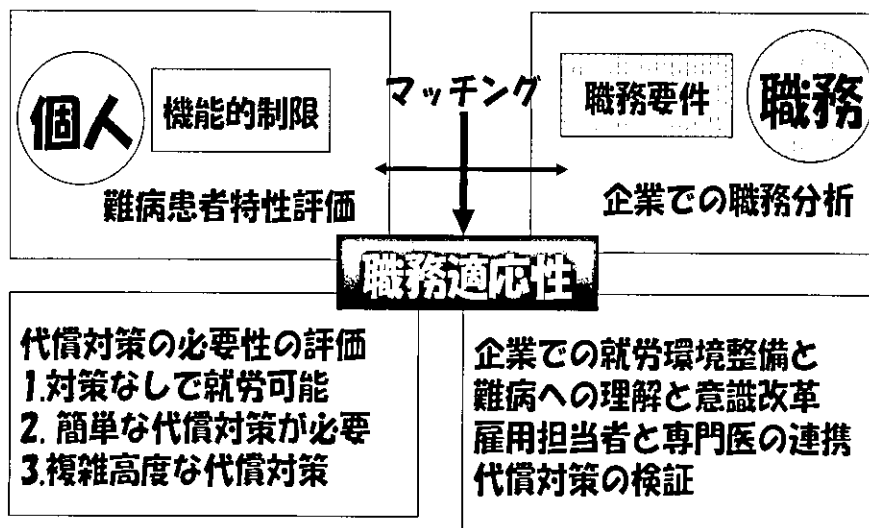 個人
機能的制限
難病患者特性評価
マッチング
職務要件
職務
企業での職務分析
職務適応性
代償対策の必要性の評価
1.対策なしで就労可能
2. 簡単な代償対策が必要
3.複雑高度な代償対策
企業での就労環境整備と
難病への理解と意識改革
雇用担当者と専門医の連携
代償対策の検証